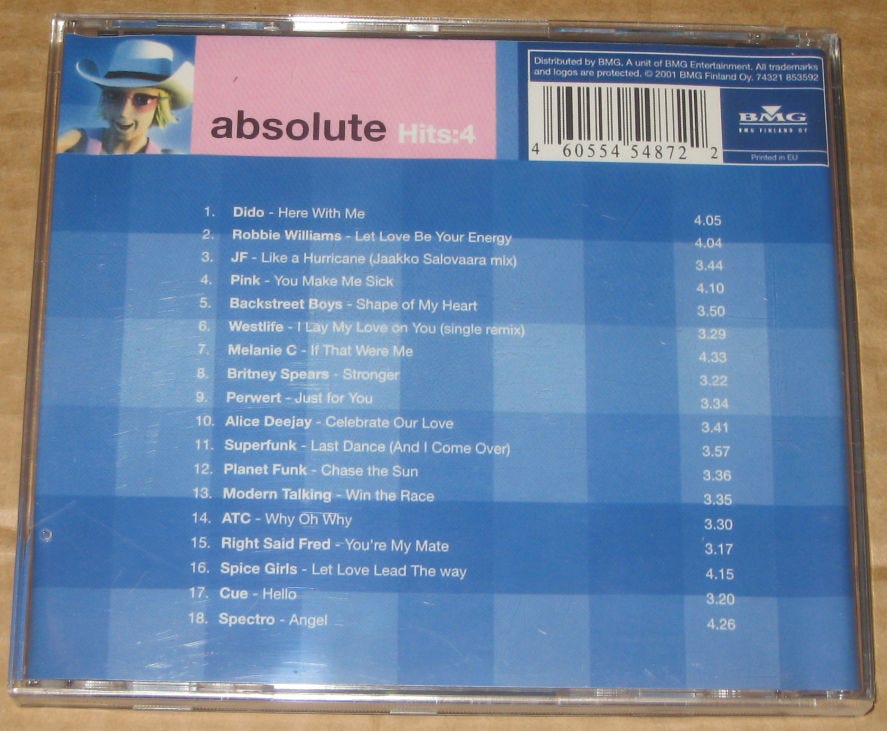 absolute Hits:4
Distributed by BMG. A unit of BMG Entertainment. All trademarks
and logos are protected. © 2001 BMG Finland Oy. 74321 853592
4 60554 54872 2
BMG
BMG FINLAND OY
Printed in EU
1. Dido - Here With Me 4.05
2. Robbie Williams - Let Love Be Your Energy 4.04
3. JF - Like a Hurricane (Jaakko Salovaara mix) 3.44
4. Pink - You Make Me Sick 4.10
5. Backstreet Boys - Shape of My Heart 3.50
6. Westlife - I Lay My Love on You (single remix) 3.29
7. Melanie C - If That Were Me 4.33
8. Britney Spears - Stronger 3.22
9. Perwert - Just for You 3.34
10. Alice Deejay - Celebrate Our Love 3.41
11. Superfunk - Last Dance (And I Come Over) 3.57
12. Planet Funk - Chase the Sun 3.36
13. Modern Talking - Win the Race 3.35
14. ATC - Why Oh Why 3.30
15. Right Said Fred - You're My Mate 3.17
16. Spice Girls - Let Love Lead The way 4.15
17. Cue - Hello 3.20
18. Spectro - Angel 4.26